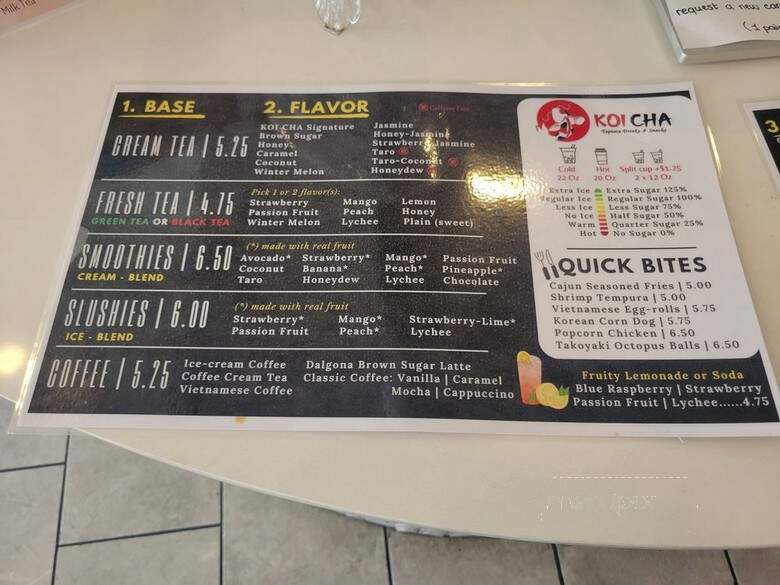 Milk Tea
request a new
1. BASE
2. FLAVOR
Caffeine Free
CREAM TEA | 5.25
KOI CHA Signature
Brown Sugar
Honey
Caramel
Coconut
Winter Melon
Jasmine
Honey-Jasmine
Strawberry-Jasmine
Taro
Taro-Coconut
Honeydew
FRESH TEA | 4.75
GREEN TEA OR BLACK TEA
Pick 1 or 2 flavor(s):
Strawberry Mango Lemon
Passion Fruit Peach Honey
Winter Melon Lychee Plain (sweet)
SMOOTHIES | 6.50
CREAM - BLEND
(*) made with real fruit
Avocado* Strawberry* Mango* Passion Fruit
Coconut Banana* Peach* Pineapple*
Taro Honeydew Lychee Chocolate
SLUSHIES | 6.00
ICE - BLEND
(*) made with real fruit
Strawberry* Mango* Strawberry-Lime*
Passion Fruit Peach* Lychee
COFFEE | 5.25
Ice-cream Coffee
Coffee Cream Tea
Vietnamese Coffee
Dalgona Brown Sugar Latte
Classic Coffee: Vanilla | Caramel
Mocha | Cappuccino
KOI CHA
Tapioca Drinks & Snacks
Cold
22 Oz
Hot
20 Oz
Split cup +$1.25
2 x 12 Oz
Extra Ice Extra Sugar 125%
Regular Ice Regular Sugar 100%
Less Ice Less Sugar 75%
No Ice Half Sugar 50%
Warm Quarter Sugar 25%
Hot No Sugar 0%
QUICK BITES
Cajun Seasoned Fries | 5.00
Shrimp Tempura | 5.00
Vietnamese Egg-rolls | 5.75
Korean Corn Dog | 5.75
Popcorn Chicken | 6.50
Takoyaki Octopus Balls | 6.50
Fruity Lemonade or Soda
Blue Raspberry | Strawberry
Passion Fruit | Lychee......4.75
3.